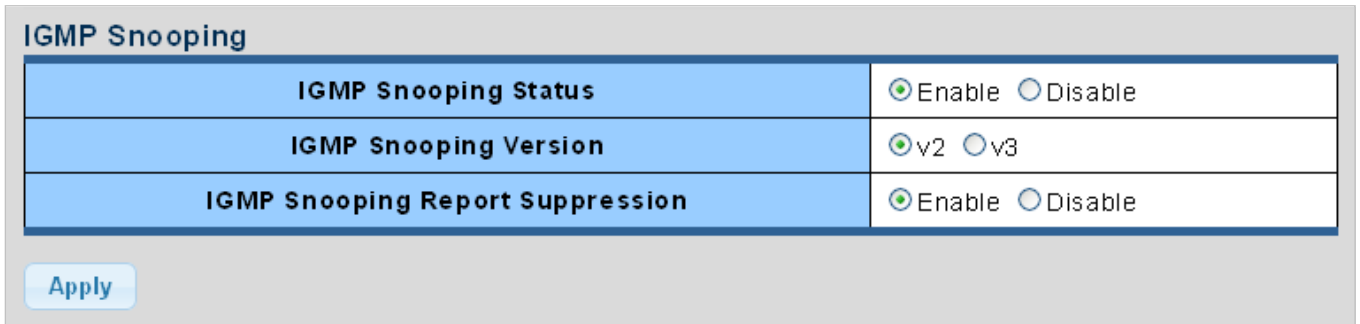 IGMP Snooping
IGMP Snooping Status Enable Disable
IGMP Snooping Version v2 v3
IGMP Snooping Report Suppression Enable Disable
Apply